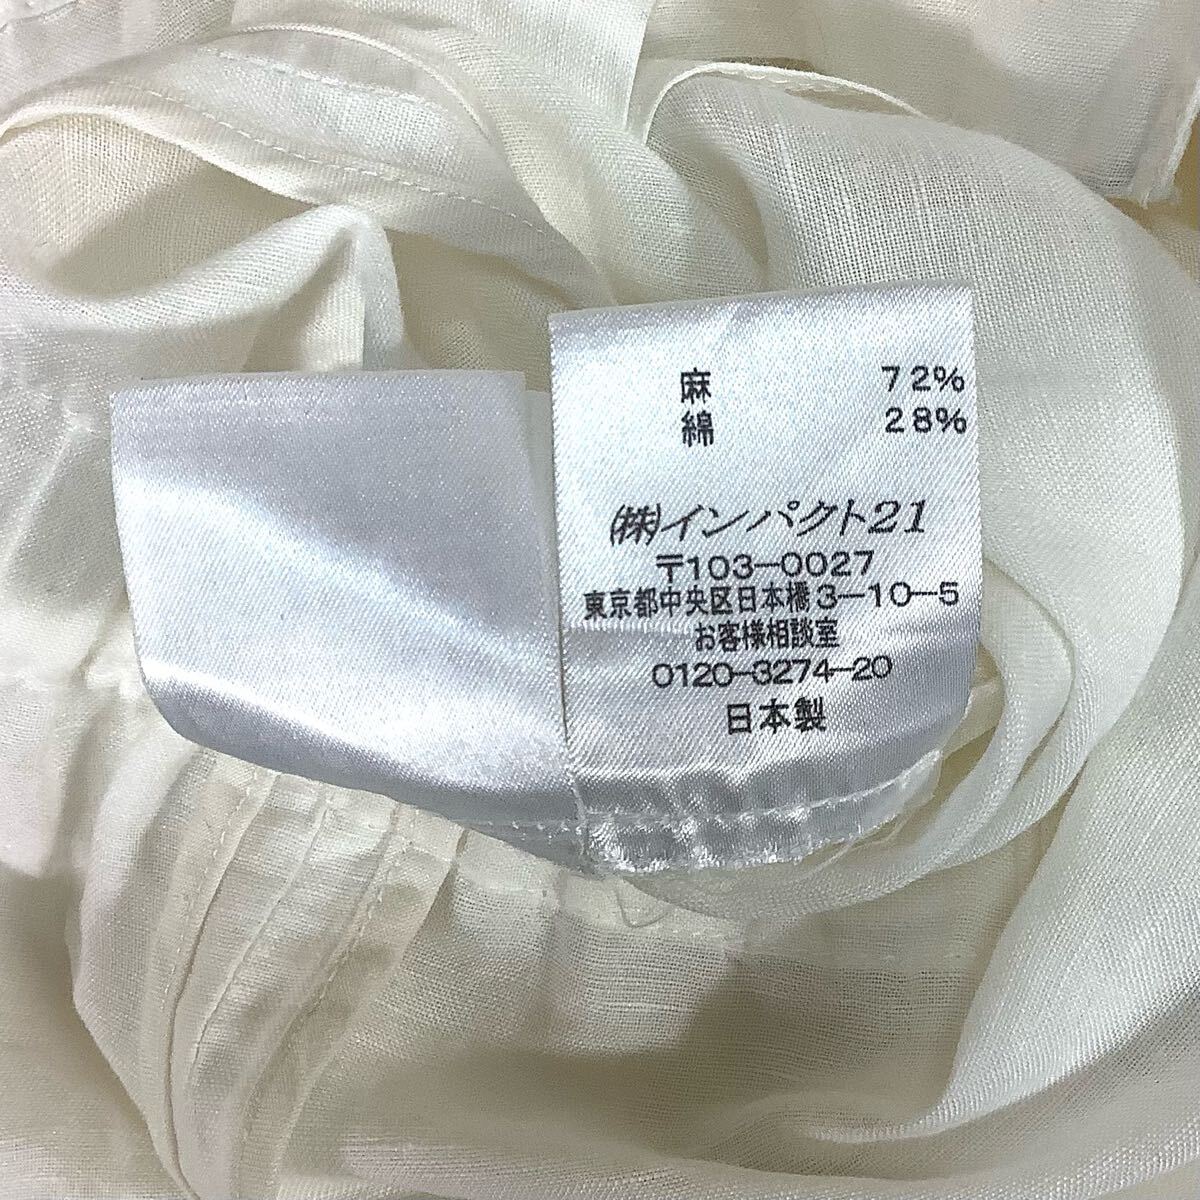 麻 72%
綿 28%
㈱インパクト21
〒103-0027
東京都中央区日本橋3-10-5
お客様相談室
0120-3274-20
日本製